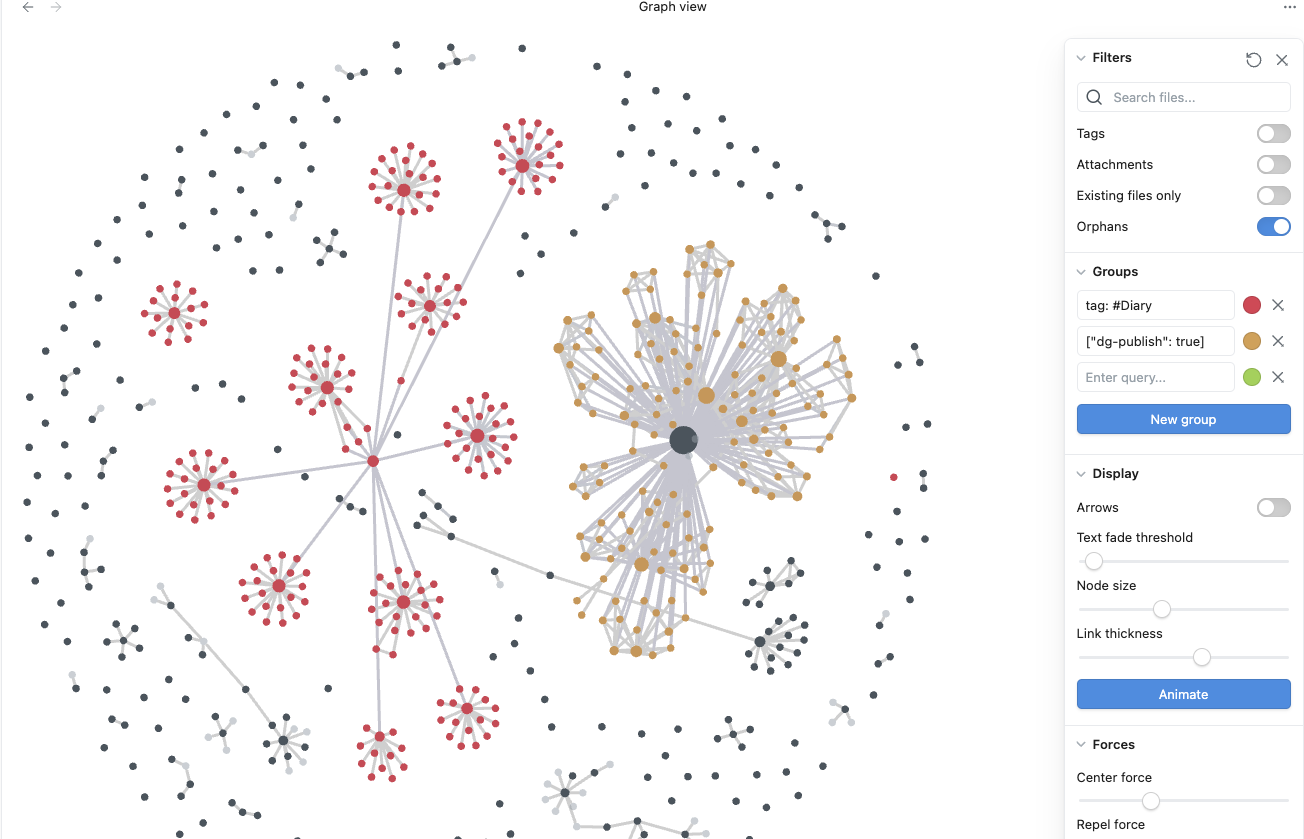 Graph view
Filters
Search files...
Tags
Attachments
Existing files only
Orphans
Groups
tag: #Diary
["dg-publish": true]
Enter query...
New group
Display
Arrows
Text fade threshold
Node size
Link thickness
Animate
Forces
Center force
Repel force